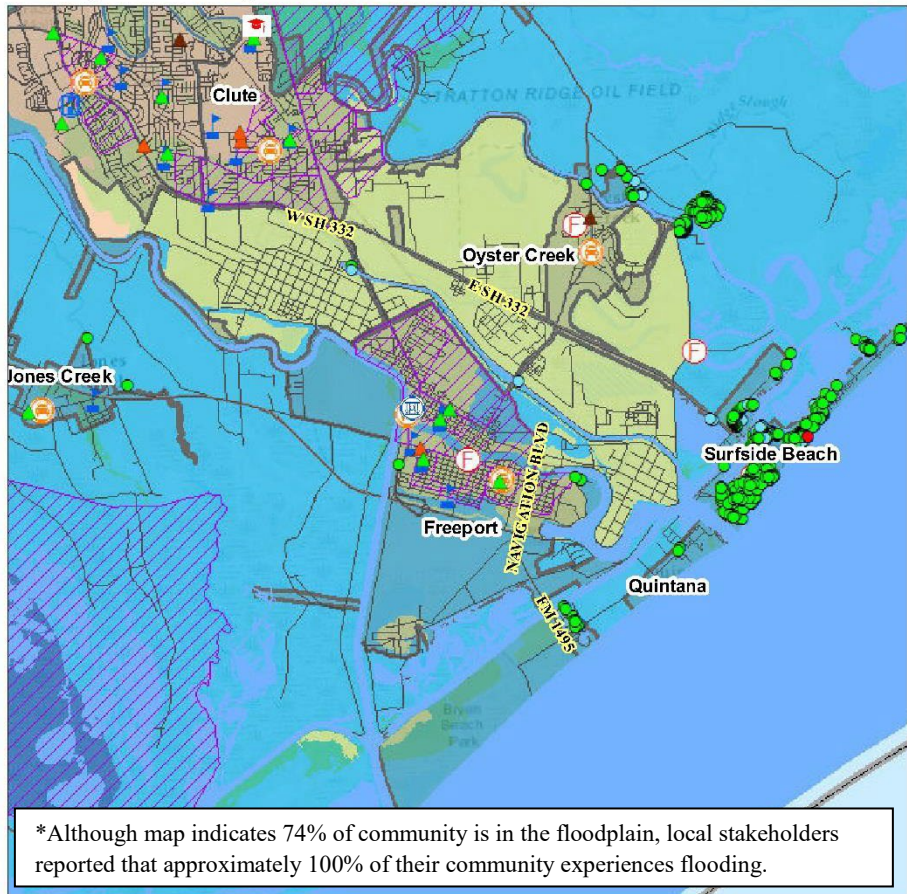 Clute
STRATTON RIDGE OIL FIELD
Slough
W SH 332
F
Oyster Creek
E SH 332
F
Jones Creek
Surfside Beach
F
NAVIGATION BLVD
Freeport
Quintana
FM 1495
Bryan
Beach
Park
*Although map indicates 74% of community is in the floodplain, local stakeholders
reported that approximately 100% of their community experiences flooding.